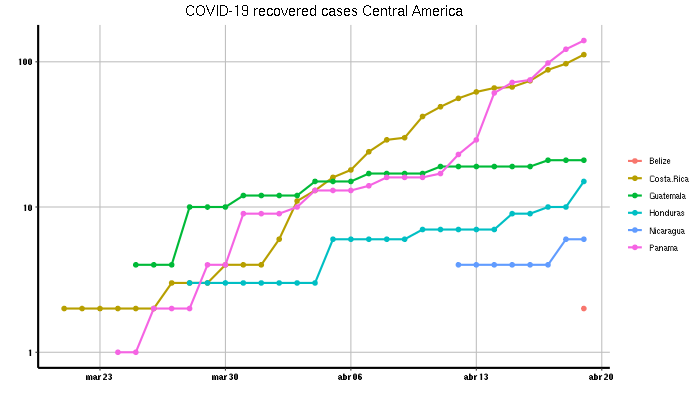 COVID-19 recovered cases Central America
100
10
1
mar 23
mar 30
abr 06
abr 13
abr 20
Belize
Costa.Rica
Guatemala
Honduras
Nicaragua
Panama